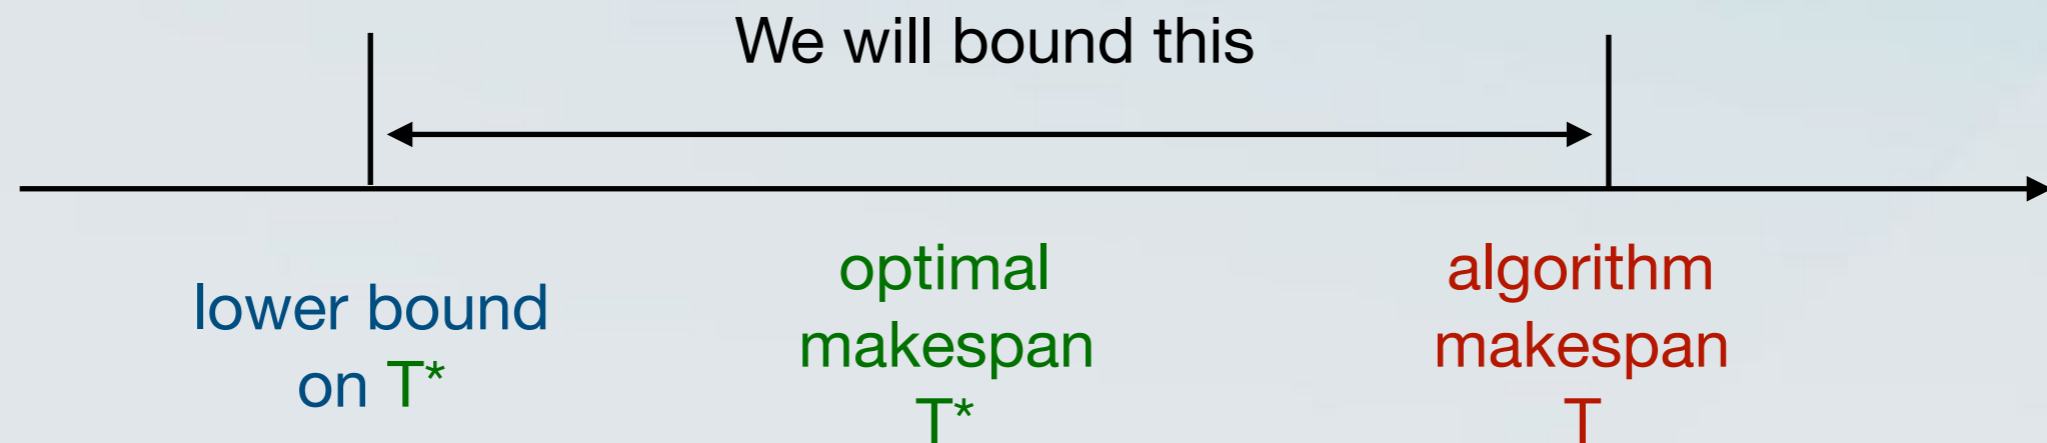 We will bound this
lower bound
on T*
optimal
makespan
T*
algorithm
makespan
T